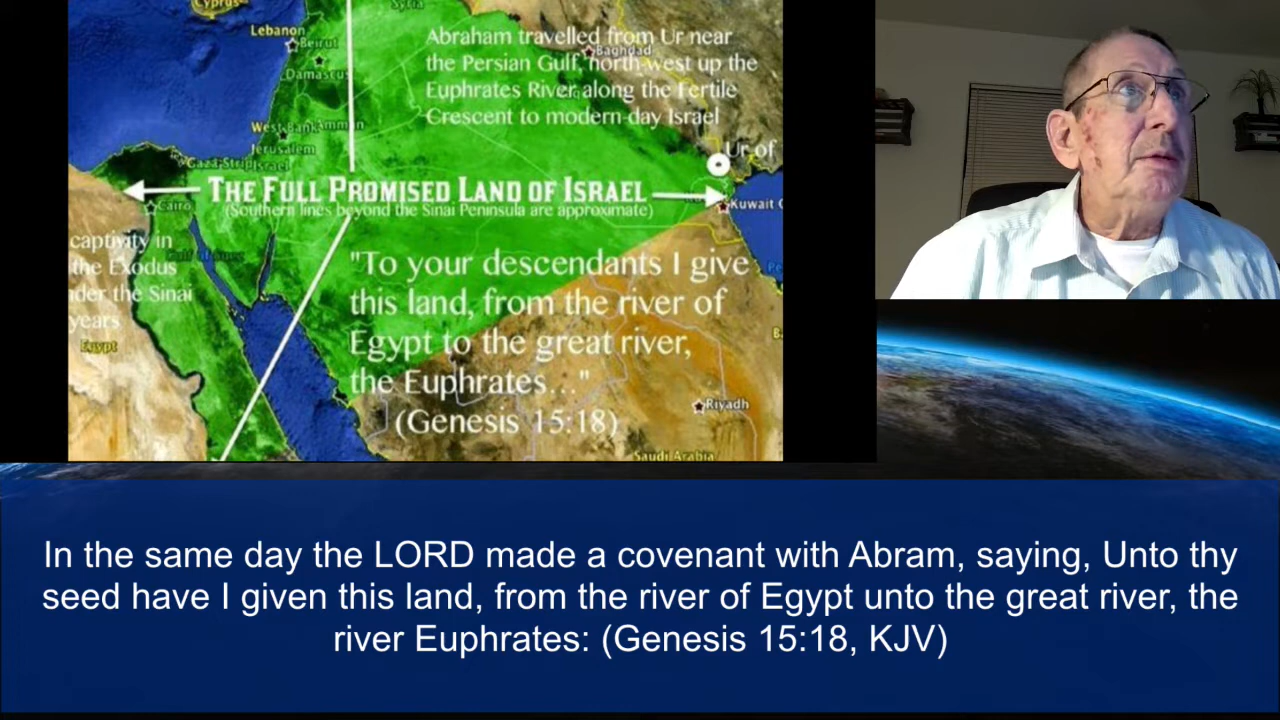 Cyprus
Syria
Lebanon
Beirut
Damascus
Abraham travelled from Ur near
Baghdad
the Persian Gulf, north-west up the
Euphrates River along the Fertile
Crescent to modern-day Israel
West Bank Amman
Jerusalem
Gaza Strip Israel
Ur of
THE FULL PROMISED LAND OF ISRAEL
(Southern lines beyond the Sinai Peninsula are approximate)
Cairo
Kuwait C
captivity in
the Exodus
nder the Sinai
years
Gulf of Suez
Pe
Egypt
B
"To your descendants I give
this land, from the river of
Egypt to the great river,
the Euphrates..."
(Genesis 15:18)
Riyadh
Saudi Arabia
In the same day the LORD made a covenant with Abram, saying, Unto thy
seed have I given this land, from the river of Egypt unto the great river, the
river Euphrates: (Genesis 15:18, KJV)